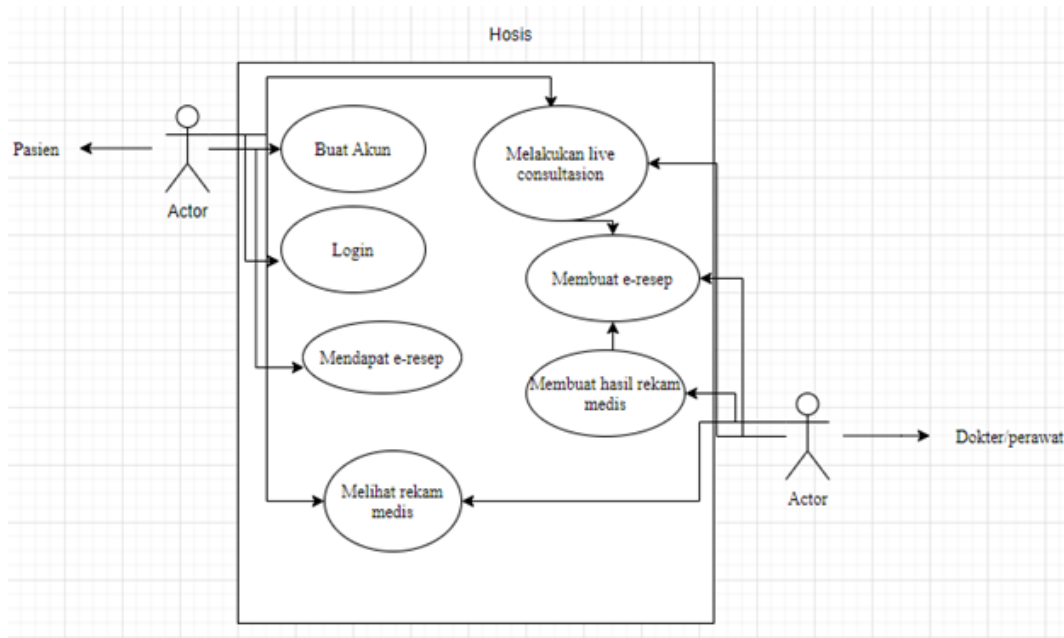 Hosis
Pasien
Actor
Buat Akun
Melakukan live
consultasion
Login
Membuat e-resep
Mendapat e-resep
Membuat hasil rekam
medis
Dokter/perawat
Actor
Melihat rekam
medis